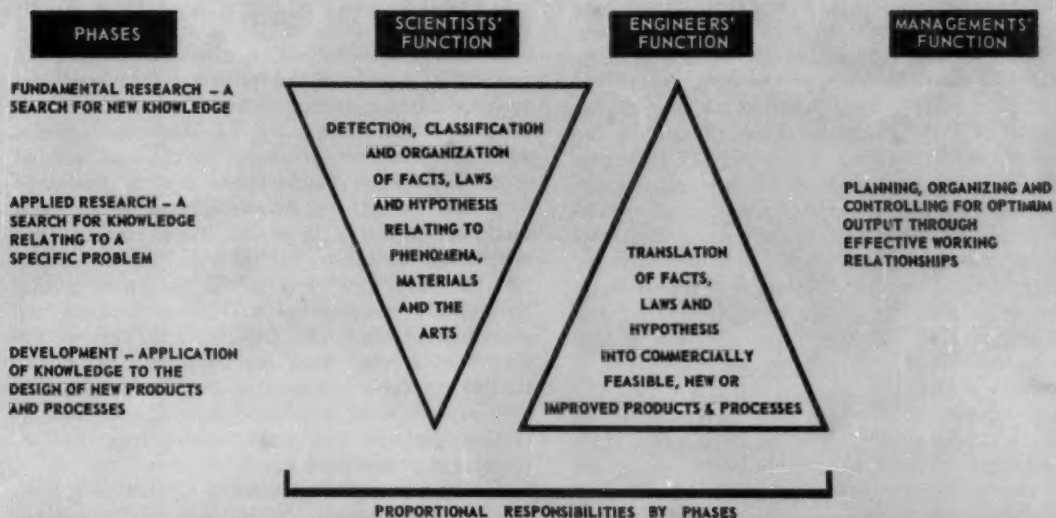 PHASES
SCIENTISTS'
FUNCTION
ENGINEERS'
FUNCTION
MANAGEMENTS'
FUNCTION
FUNDAMENTAL RESEARCH – A
SEARCH FOR NEW KNOWLEDGE
APPLIED RESEARCH – A
SEARCH FOR KNOWLEDGE
RELATING TO A
SPECIFIC PROBLEM
DEVELOPMENT – APPLICATION
OF KNOWLEDGE TO THE
DESIGN OF NEW PRODUCTS
AND PROCESSES
DETECTION, CLASSIFICATION
AND ORGANIZATION
OF FACTS, LAWS
AND HYPOTHESIS
RELATING TO
PHENOMENA,
MATERIALS
AND THE
ARTS
TRANSLATION
OF FACTS,
LAWS AND
HYPOTHESIS
INTO COMMERCIALLY
FEASIBLE, NEW OR
IMPROVED PRODUCTS & PROCESSES
PLANNING, ORGANIZING AND
CONTROLLING FOR OPTIMUM
OUTPUT THROUGH
EFFECTIVE WORKING
RELATIONSHIPS
PROPORTIONAL RESPONSIBILITIES BY PHASES